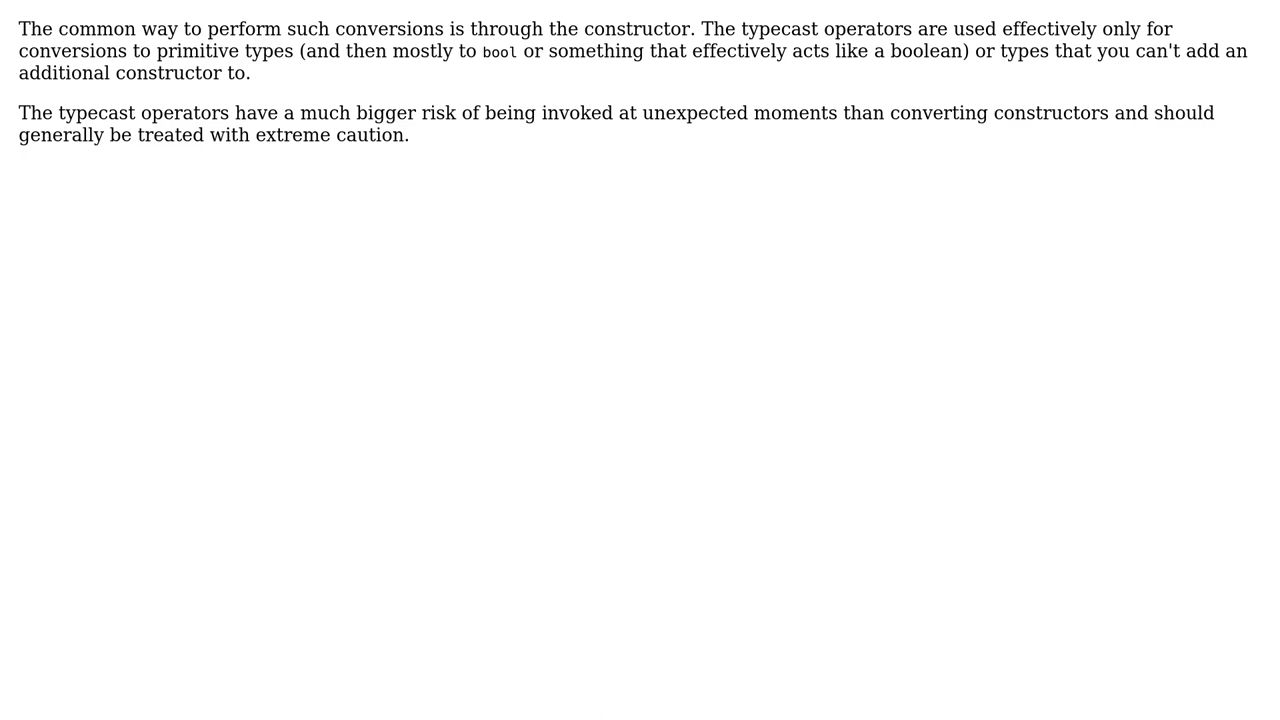 The common way to perform such conversions is through the constructor. The typecast operators are used effectively only for
conversions to primitive types (and then mostly to bool or something that effectively acts like a boolean) or types that you can't add an
additional constructor to.
The typecast operators have a much bigger risk of being invoked at unexpected moments than converting constructors and should
generally be treated with extreme caution.